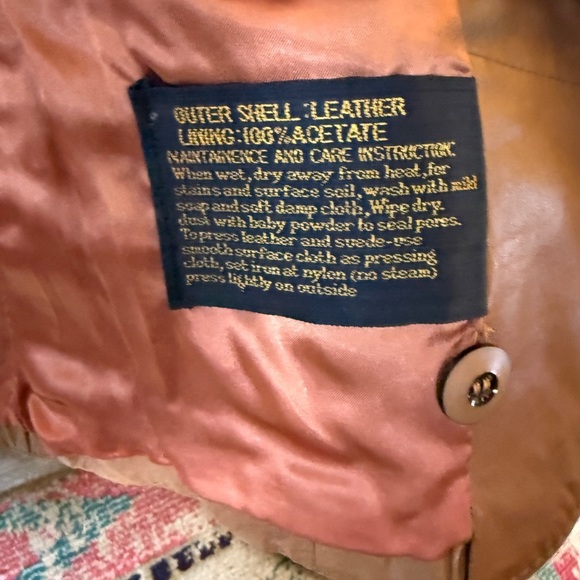 OUTER SHELL :LEATHER
LINING:100%ACETATE
MAINTAINENCE AND CARE INSTRUCTION:
When wet, dry away from heat, for
stains and surface soil, wash with mild
soap and soft damp cloth, Wipe dry.
dust with baby powder to seal pores.
To press leather and suede-use
smooth surface cloth as pressing
cloth, set iron at nylon (no steam)
press lightly on outside